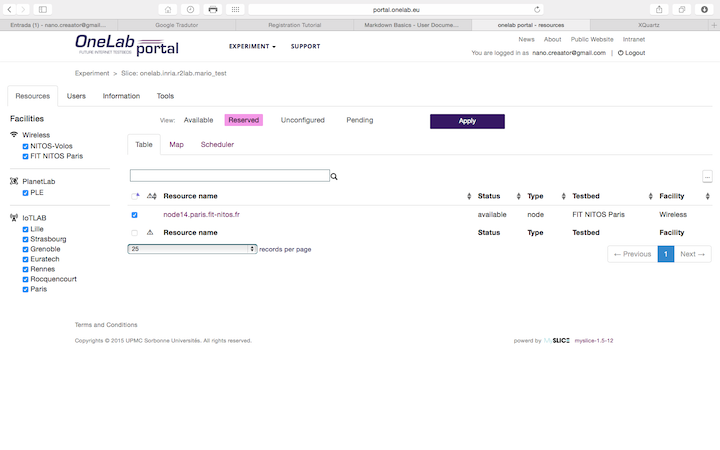 portal.onelab.eu
Entrada (1) - nano.creaator@gmail....
Google Tradutor
Registration Tutorial
Markdown Basics - User Docume...
onelab portal - resources
XQuartz
OneLab portal
FUTURE INTERNET TESTBEDS
EXPERIMENT
SUPPORT
News About Public Website Intranet
You are logged in as nano.creaator@gmail.com | Logout
Experiment > Slice: onelab.inria.r2lab.mario_test
Resources Users Information Tools
Facilities
Wireless
NITOS-Volos
FIT NITOS Paris
PlanetLab
PLE
IoTLAB
Lille
Strasbourg
Grenoble
Euratech
Rennes
Rocquencourt
Paris
View: Available Reserved Unconfigured Pending Apply
Table Map Scheduler
...
Resource name Status Type Testbed Facility
node14.paris.fit-nitos.fr available node FIT NITOS Paris Wireless
Resource name Status Type Testbed Facility
25 records per page
← Previous 1 Next →
Terms and Conditions
Copyright © 2015 UPMC Sorbonne Universités. All rights reserved.
powerd by MySLICE myslice-1.5-12